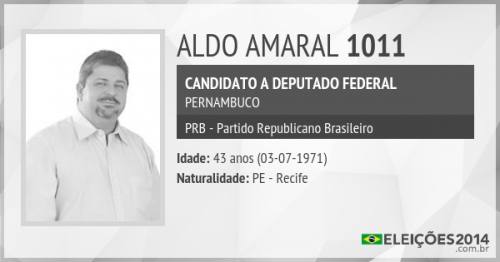 ALDO AMARAL 1011
CANDIDATO A DEPUTADO FEDERAL
PERNAMBUCO
PRB - Partido Republicano Brasileiro
Idade: 43 anos (03-07-1971)
Naturalidade: PE - Recife
ELEIÇÕES2014
.com.br